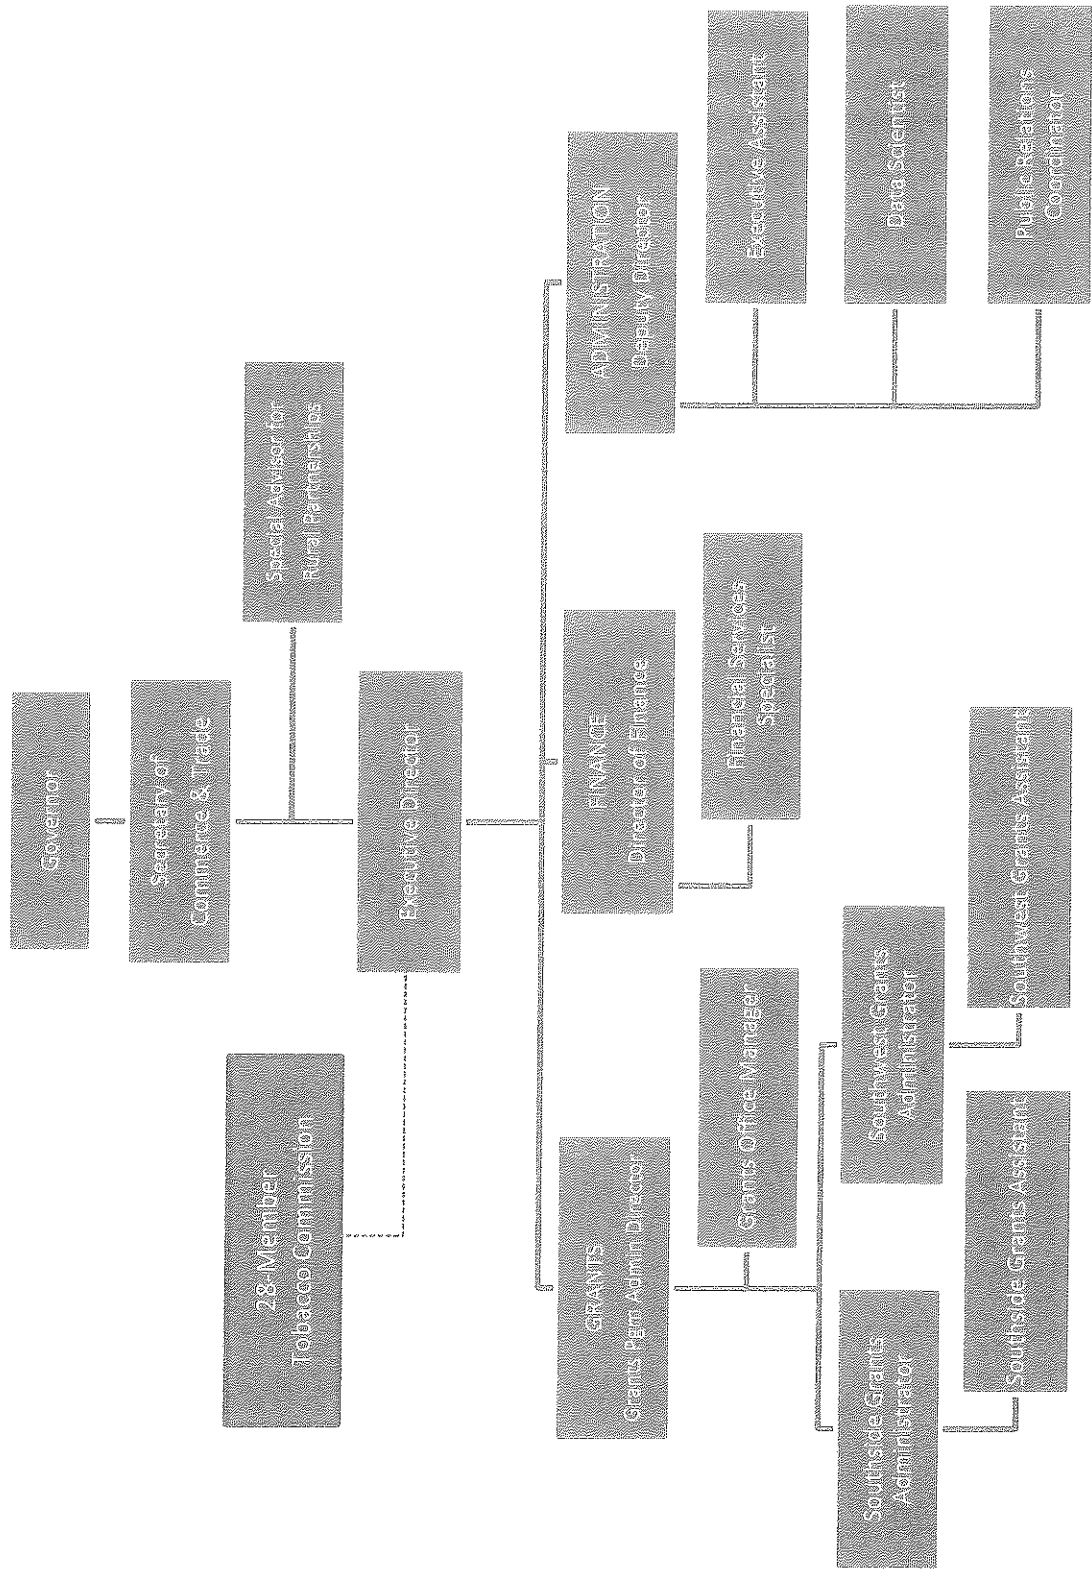 Governor
Secretary of
Commerce & Trade
Special Advisor for
Rural Partnerships
28-Member
Tobacco Commission
Executive Director
GRANTS
Grants Pgm Admin Director
FINANCE
Director of Finance
ADMINISTRATION
Deputy Director
Grants Office Manager
Financial Services
Specialist
Executive Assistant
Southside Grants
Administrator
Southwest Grants
Administrator
Data Scientist
Southside Grants Assistant
Southwest Grants Assistant
Public Relations
Coordinator